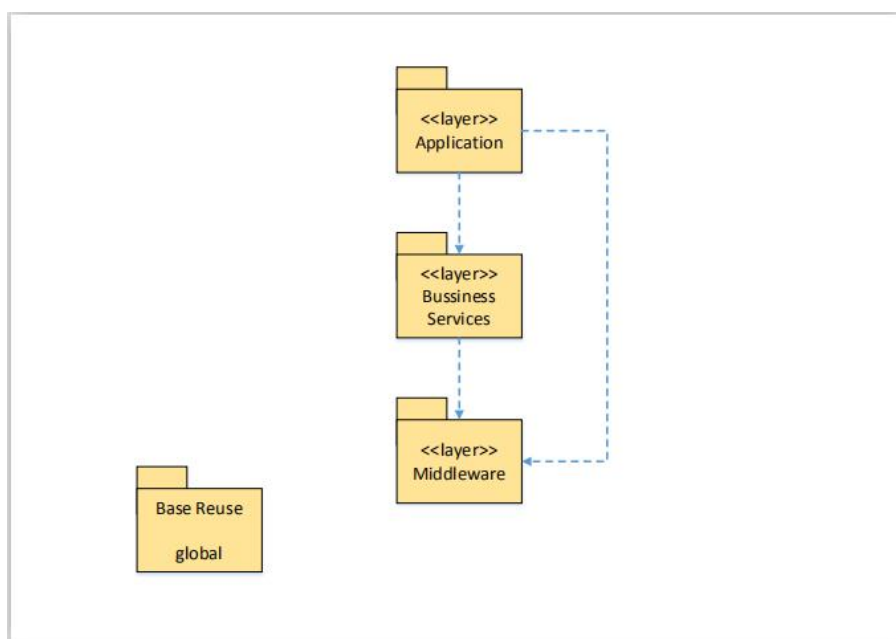 <<layer>>
Application
<<layer>>
Bussiness
Services
<<layer>>
Middleware
Base Reuse
global